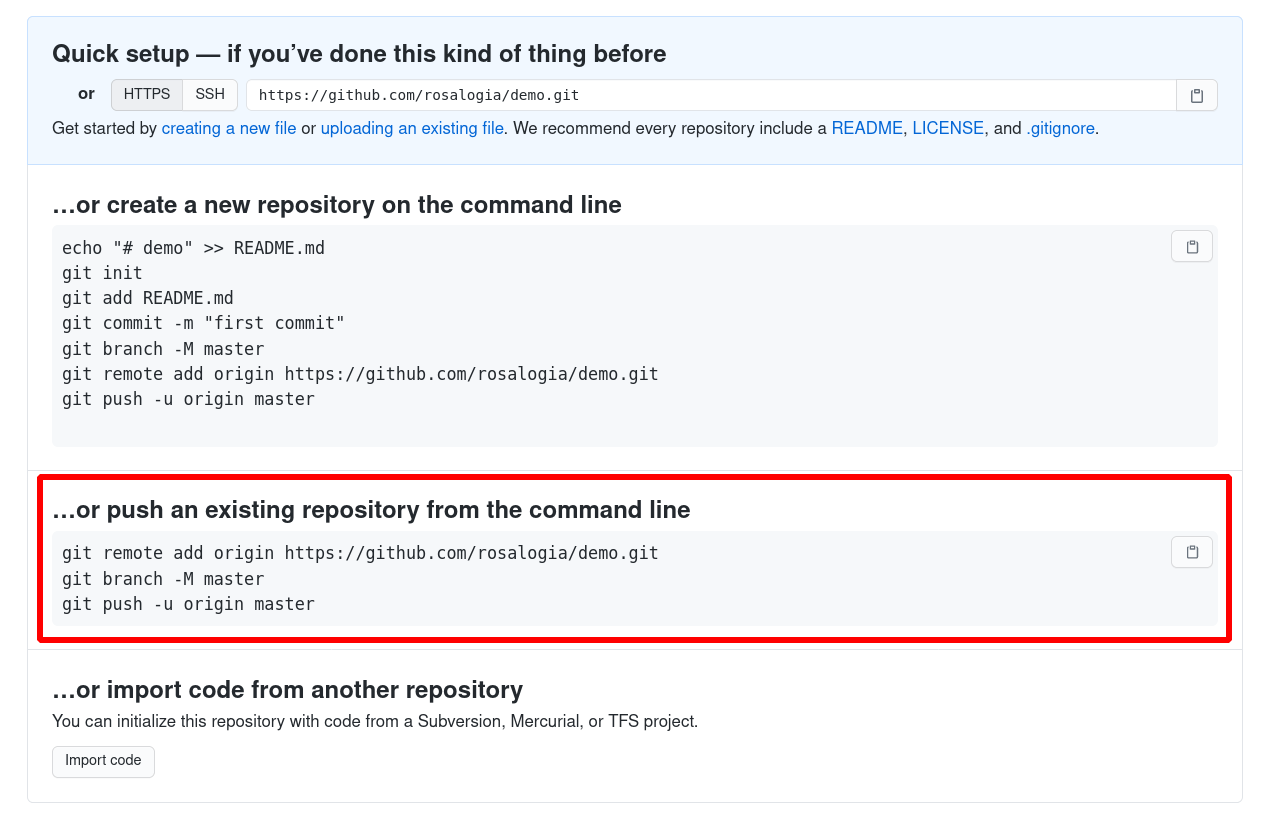 Quick setup — if you’ve done this kind of thing before
or HTTPS SSH https://github.com/rosalogia/demo.git
Get started by creating a new file or uploading an existing file. We recommend every repository include a README, LICENSE, and .gitignore.
…or create a new repository on the command line
echo "# demo" >> README.md
git init
git add README.md
git commit -m "first commit"
git branch -M master
git remote add origin https://github.com/rosalogia/demo.git
git push -u origin master
…or push an existing repository from the command line
git remote add origin https://github.com/rosalogia/demo.git
git branch -M master
git push -u origin master
…or import code from another repository
You can initialize this repository with code from a Subversion, Mercurial, or TFS project.
Import code